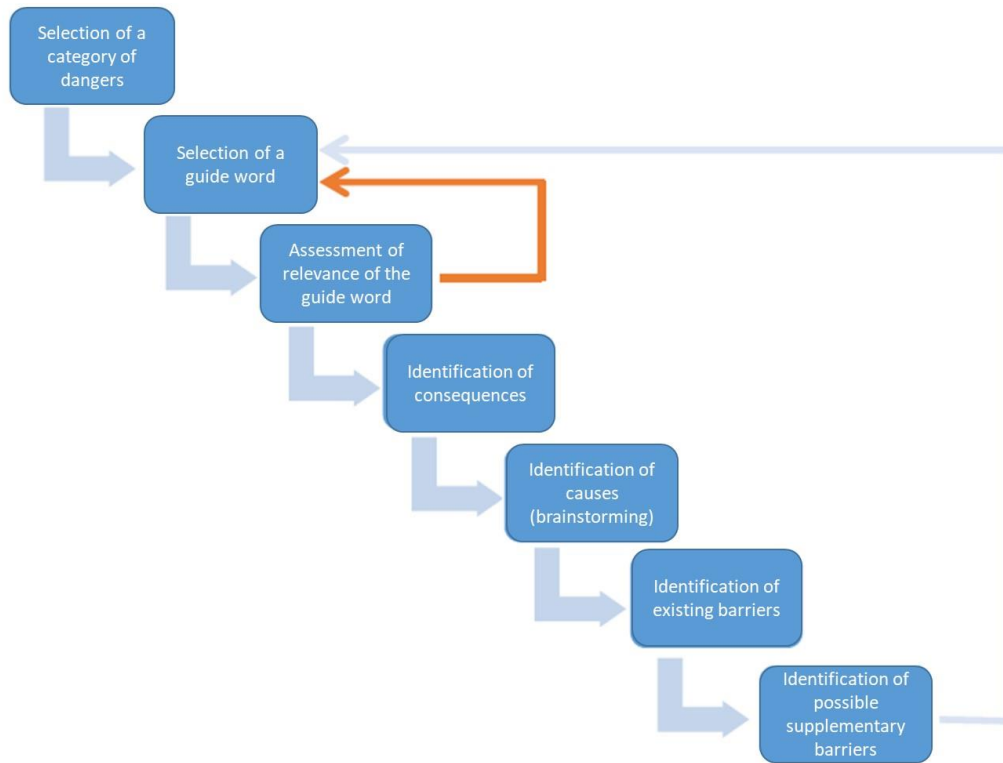 Selection of a
category of
dangers
Selection of a
guide word
Assessment of
relevance of the
guide word
Identification of
consequences
Identification of
causes
(brainstorming)
Identification of
existing barriers
Identification of
possible
supplementary
barriers